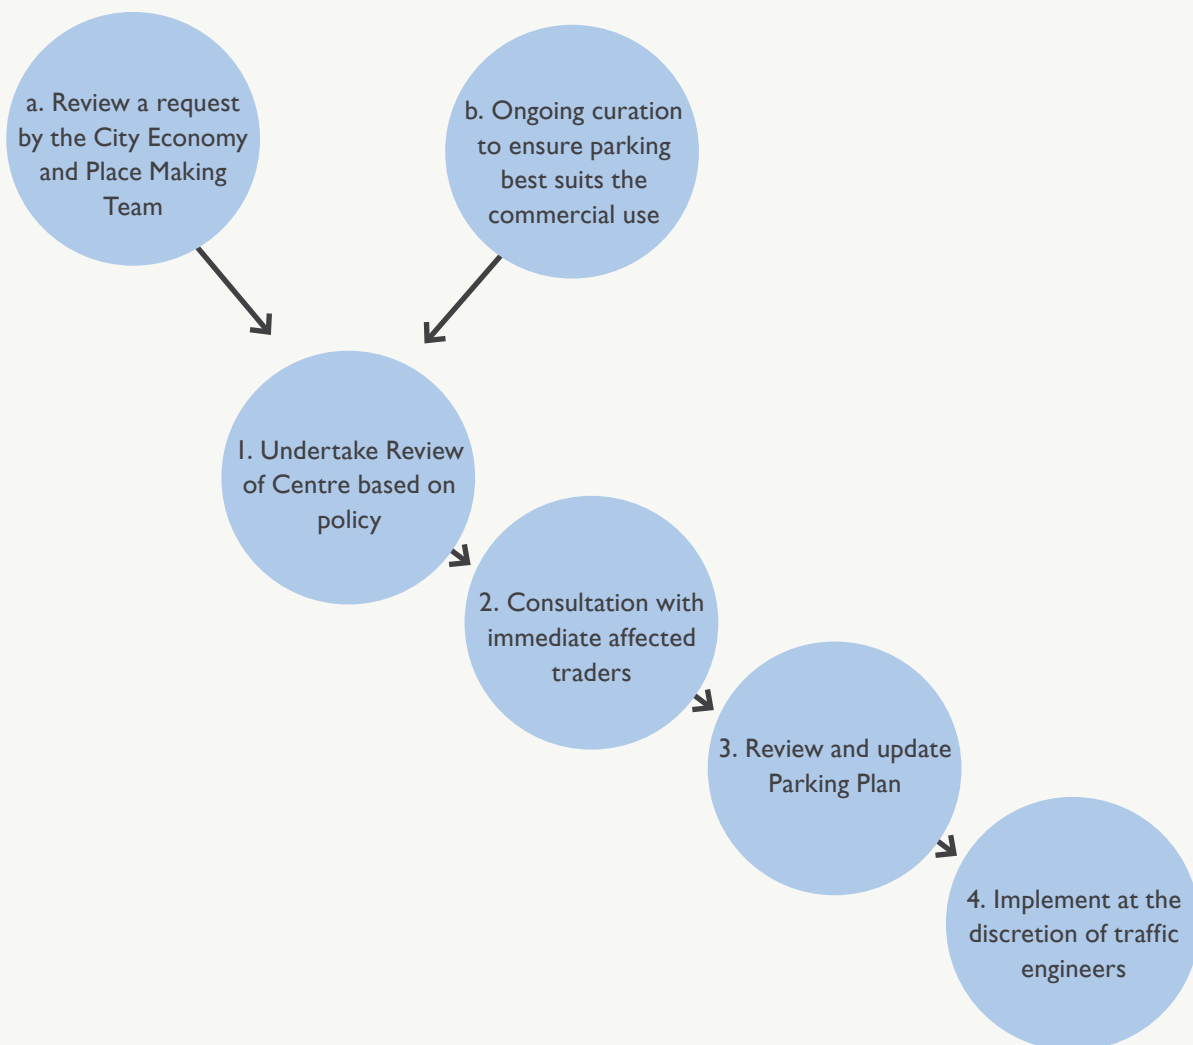 a. Review a request
by the City Economy
and Place Making
Team
b. Ongoing curation
to ensure parking
best suits the
commercial use
1. Undertake Review
of Centre based on
policy
2. Consultation with
immediate affected
traders
3. Review and update
Parking Plan
4. Implement at the
discretion of traffic
engineers